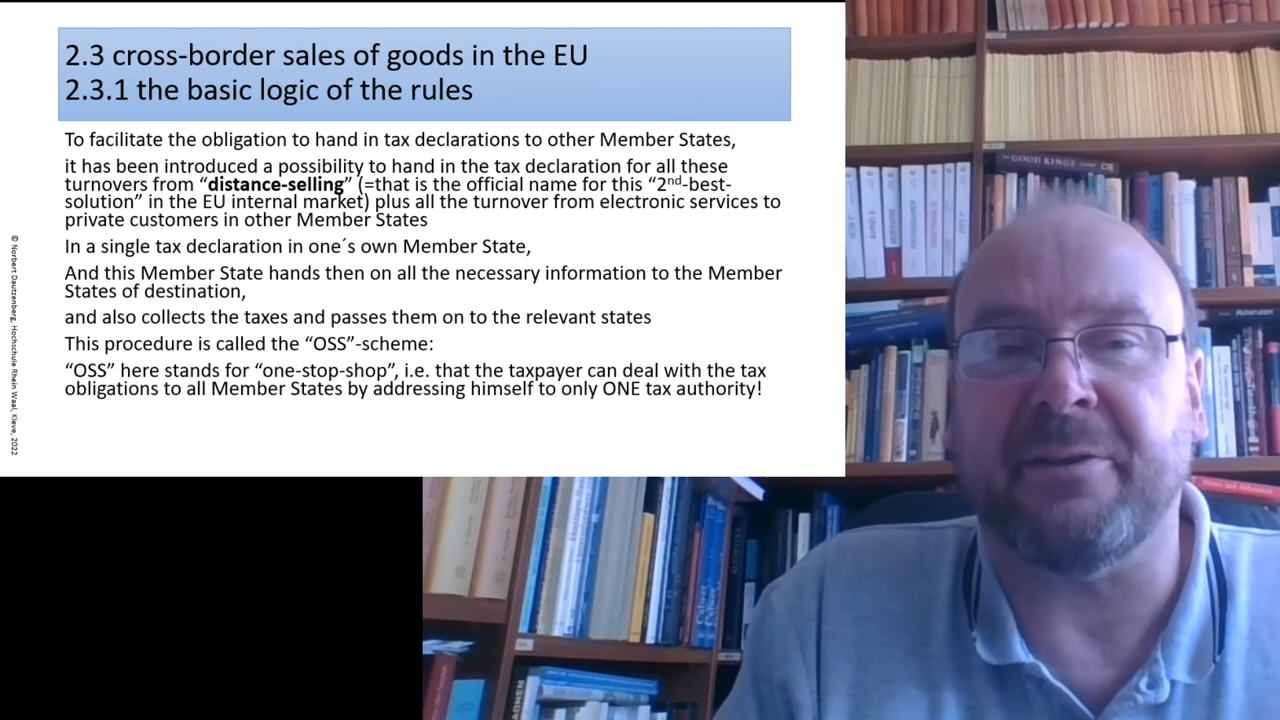 2.3 cross-border sales of goods in the EU
2.3.1 the basic logic of the rules
To facilitate the obligation to hand in tax declarations to other Member States,
it has been introduced a possibility to hand in the tax declaration for all these
turnovers from “distance-selling” (=that is the official name for this “2nd-best-
solution” in the EU internal market) plus all the turnover from electronic services to
private customers in other Member States
In a single tax declaration in one´s own Member State,
And this Member State hands then on all the necessary information to the Member
States of destination,
and also collects the taxes and passes them on to the relevant states
This procedure is called the “OSS”-scheme:
“OSS” here stands for “one-stop-shop”, i.e. that the taxpayer can deal with the tax
obligations to all Member States by addressing himself to only ONE tax authority!
© Norbert Dautzenberg, Hochschule Rhein Waal, Kleve, 2022
GOOD KINGS